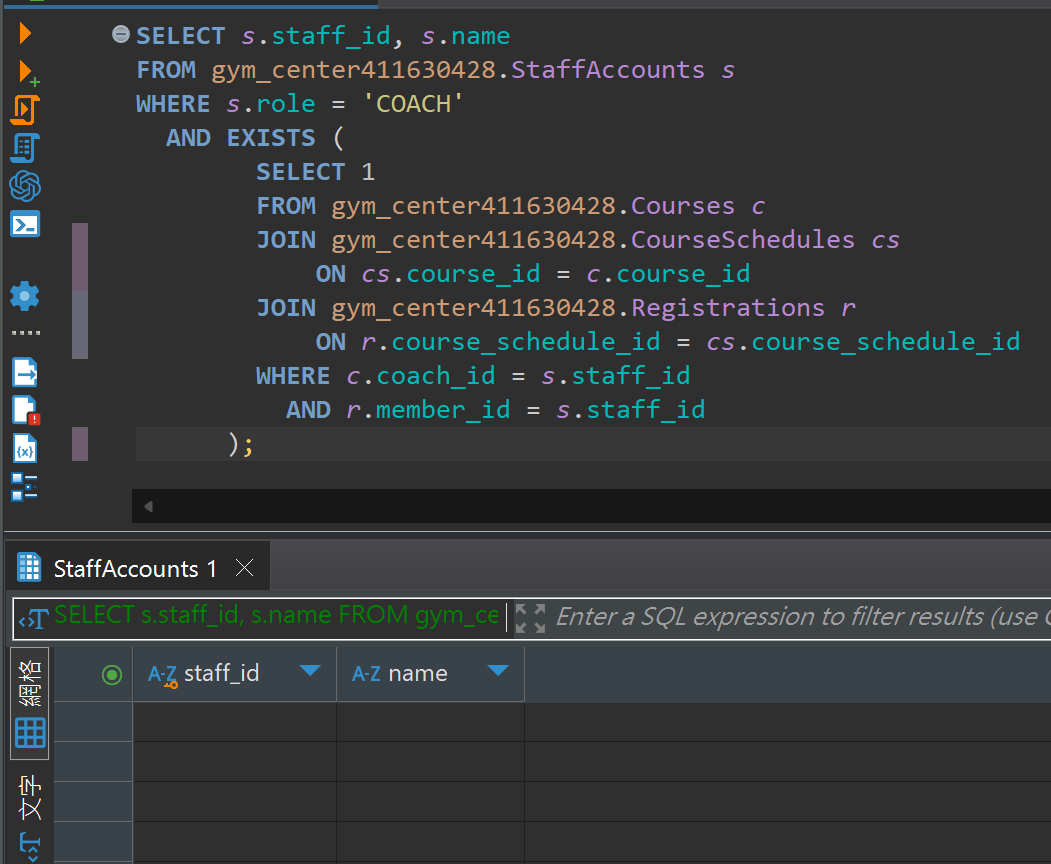 SELECT s.staff_id, s.name
FROM gym_center411630428.StaffAccounts s
WHERE s.role = 'COACH'
AND EXISTS (
SELECT 1
FROM gym_center411630428.Courses c
JOIN gym_center411630428.CourseSchedules cs
ON cs.course_id = c.course_id
JOIN gym_center411630428.Registrations r
ON r.course_schedule_id = cs.course_schedule_id
WHERE c.coach_id = s.staff_id
AND r.member_id = s.staff_id
);
StaffAccounts 1
SELECT s.staff_id, s.name FROM gym_ce
Enter a SQL expression to filter results (use C
網格
A-Z staff_id
A-Z name
文字